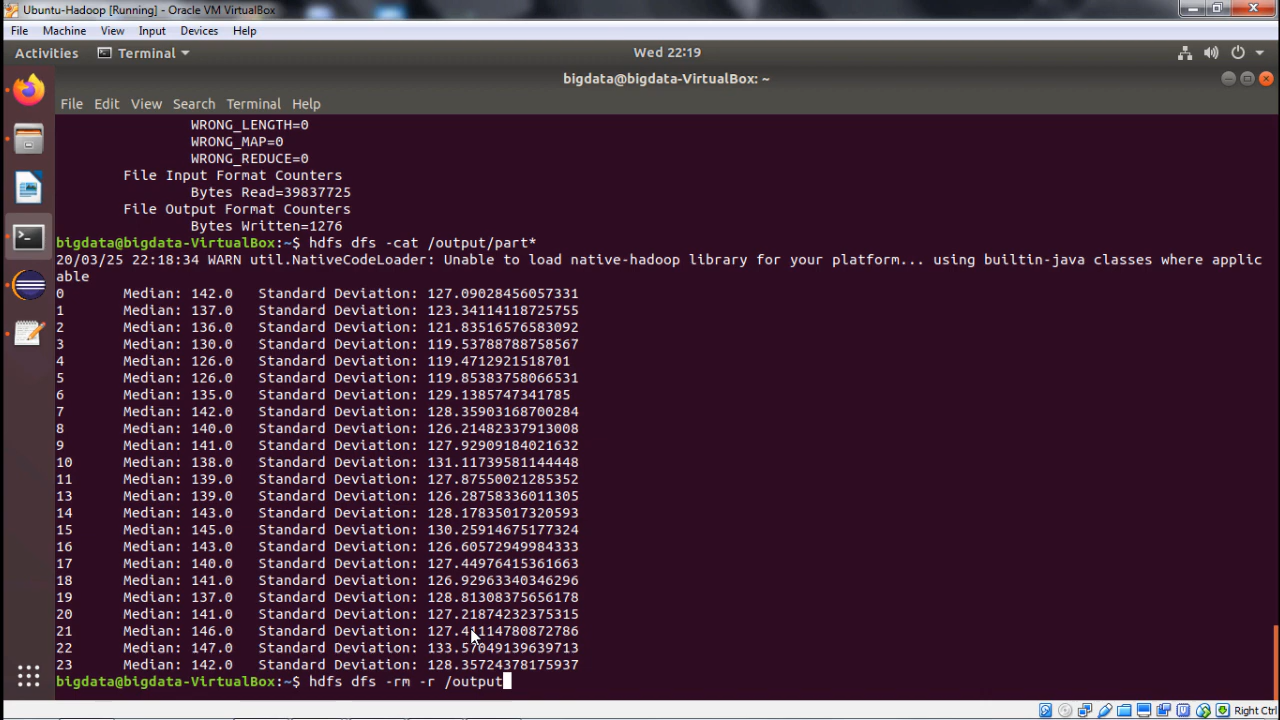 Ubuntu-Hadoop [Running] - Oracle VM VirtualBox
File Machine View Input Devices Help
Activities Terminal Wed 22:19
bigdata@bigdata-VirtualBox: ~
File Edit View Search Terminal Help
WRONG_LENGTH=0
WRONG_MAP=0
WRONG_REDUCE=0
File Input Format Counters
Bytes Read=39837725
File Output Format Counters
Bytes Written=1276
bigdata@bigdata-VirtualBox:~$ hdfs dfs -cat /output/part*
20/03/25 22:18:34 WARN util.NativeCodeLoader: Unable to load native-hadoop library for your platform... using builtin-java classes where applic
able
0 Median: 142.0 Standard Deviation: 127.09028456057331
1 Median: 137.0 Standard Deviation: 123.34114118725755
2 Median: 136.0 Standard Deviation: 121.83516576583092
3 Median: 130.0 Standard Deviation: 119.53788788758567
4 Median: 126.0 Standard Deviation: 119.4712921518701
5 Median: 126.0 Standard Deviation: 119.85383758066531
6 Median: 135.0 Standard Deviation: 129.1385747341785
7 Median: 142.0 Standard Deviation: 128.35903168700284
8 Median: 140.0 Standard Deviation: 126.21482337913008
9 Median: 141.0 Standard Deviation: 127.92909184021632
10 Median: 138.0 Standard Deviation: 131.11739581144448
11 Median: 139.0 Standard Deviation: 127.87550021285352
13 Median: 139.0 Standard Deviation: 126.28758336011305
14 Median: 143.0 Standard Deviation: 128.17835017320593
15 Median: 145.0 Standard Deviation: 130.25914675177324
16 Median: 143.0 Standard Deviation: 126.60572949984333
17 Median: 140.0 Standard Deviation: 127.44976415361663
18 Median: 141.0 Standard Deviation: 126.92963340346296
19 Median: 137.0 Standard Deviation: 128.81308375656178
20 Median: 141.0 Standard Deviation: 127.21874232375315
21 Median: 146.0 Standard Deviation: 127.41114780872786
22 Median: 147.0 Standard Deviation: 133.57049139639713
23 Median: 142.0 Standard Deviation: 128.35724378175937
bigdata@bigdata-VirtualBox:~$ hdfs dfs -rm -r /output
Right Ctrl